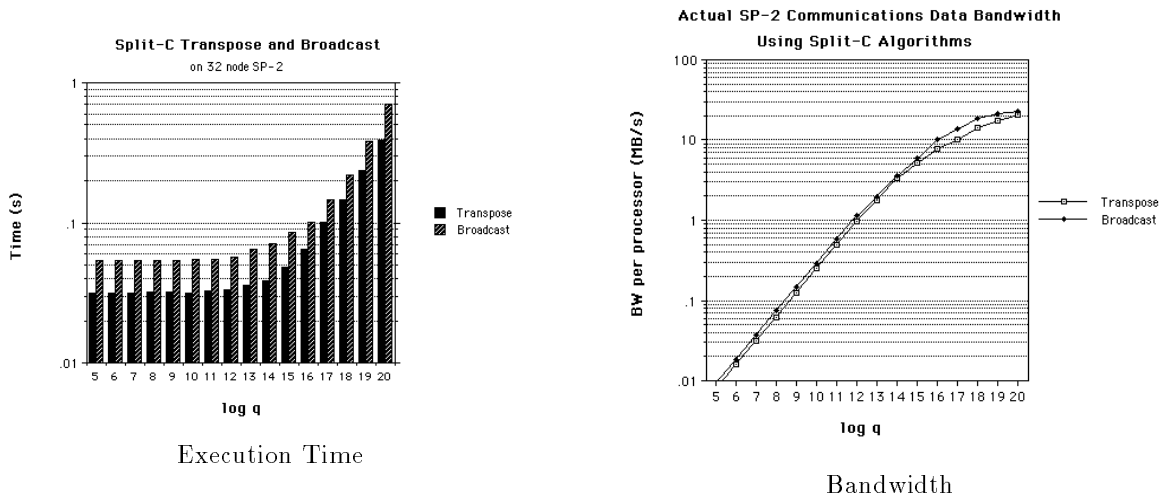 Split-C Transpose and Broadcast
on 32 node SP-2
Time (s)
1
.1
.01
5 6 7 8 9 10 11 12 13 14 15 16 17 18 19 20
log q
Transpose
Broadcast
Execution Time
Actual SP-2 Communications Data Bandwidth
Using Split-C Algorithms
BW per processor (MB/s)
100
10
1
.1
.01
5 6 7 8 9 10 11 12 13 14 15 16 17 18 19 20
log q
Transpose
Broadcast
Bandwidth